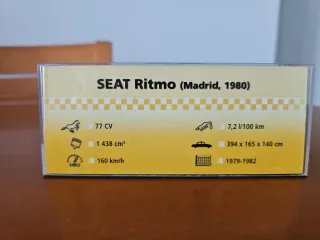 SEAT Ritmo (Madrid, 1980)
77 CV
7,2 l/100 km
1 438 cm³
394 x 165 x 140 cm
160 km/h
1979-1982